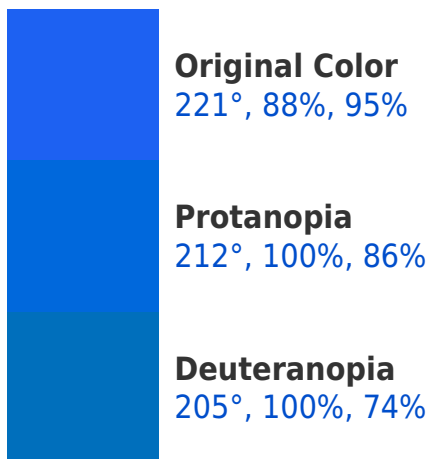 Original Color
221°, 88%, 95%
Protanopia
212°, 100%, 86%
Deuteranopia
205°, 100%, 74%